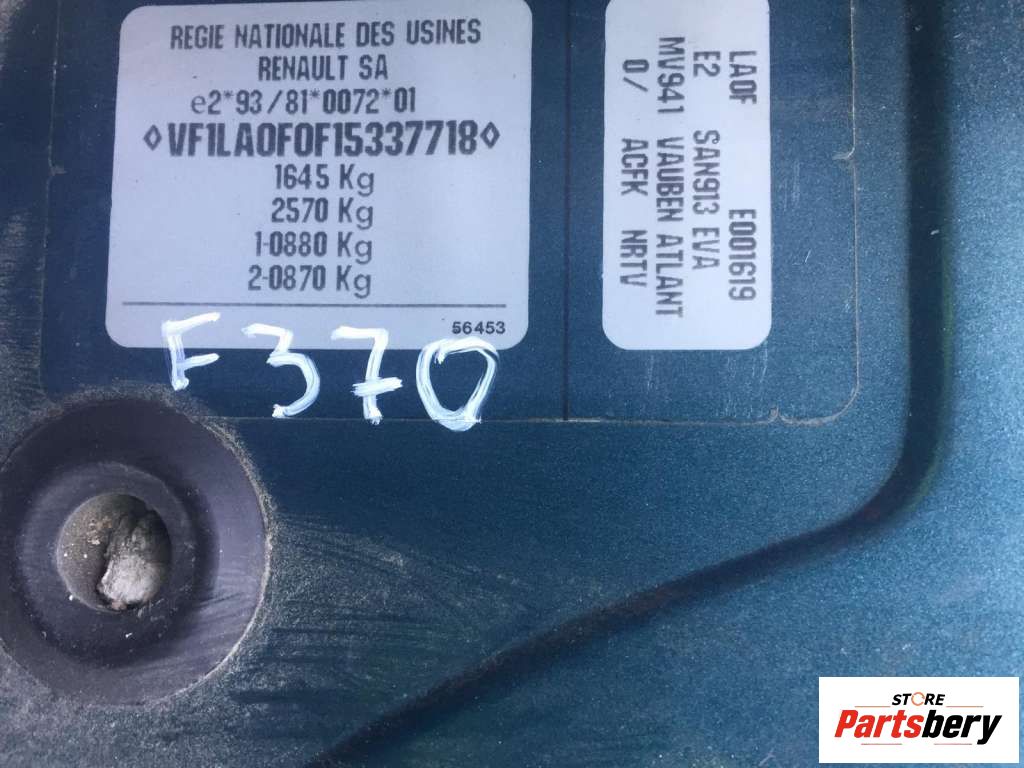 REGIE NATIONALE DES USINES
RENAULT SA
e2*93/81*0072*01
◊VF1LA0F0F15337718◊
1645 Kg
2570 Kg
1-0880 Kg
2-0870 Kg
56453
F370
LA0F E001619
E2 SAN913 EVA
MV941 VAUBEN ATLANT
0/ ACFK NRTV
STORE
Partsbery